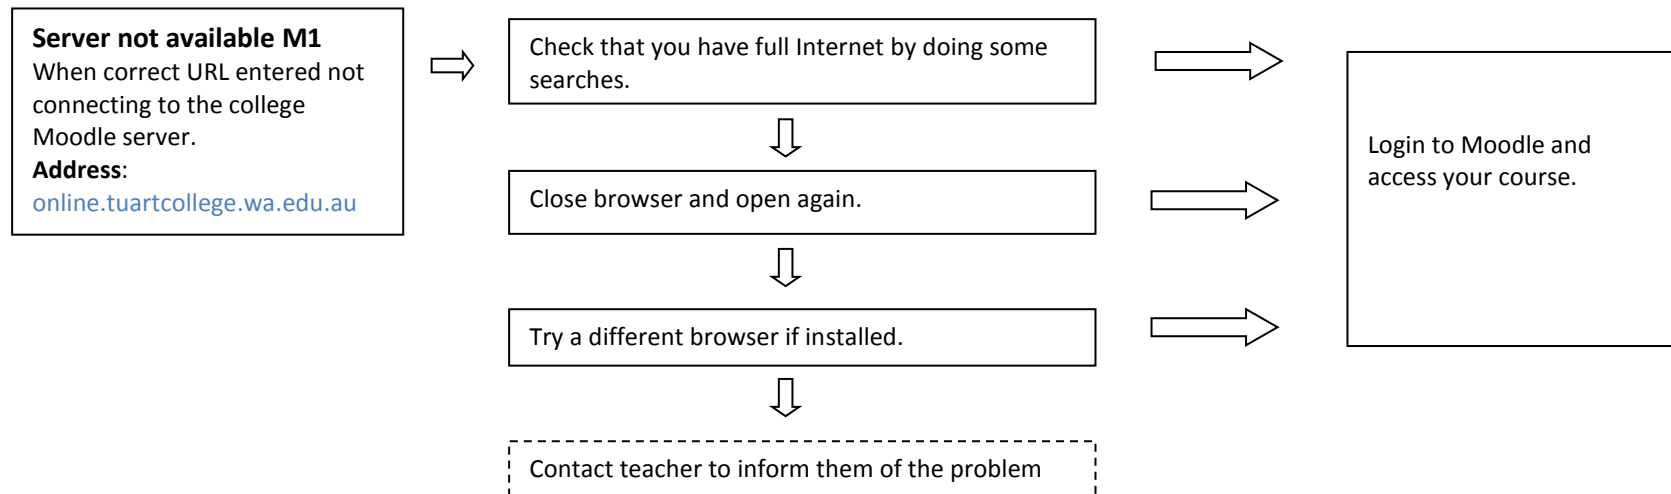 Server not available M1
When correct URL entered not
connecting to the college
Moodle server.
Address:
online.tuartcollege.wa.edu.au
Check that you have full Internet by doing some
searches.
Close browser and open again.
Try a different browser if installed.
Contact teacher to inform them of the problem
Login to Moodle and
access your course.